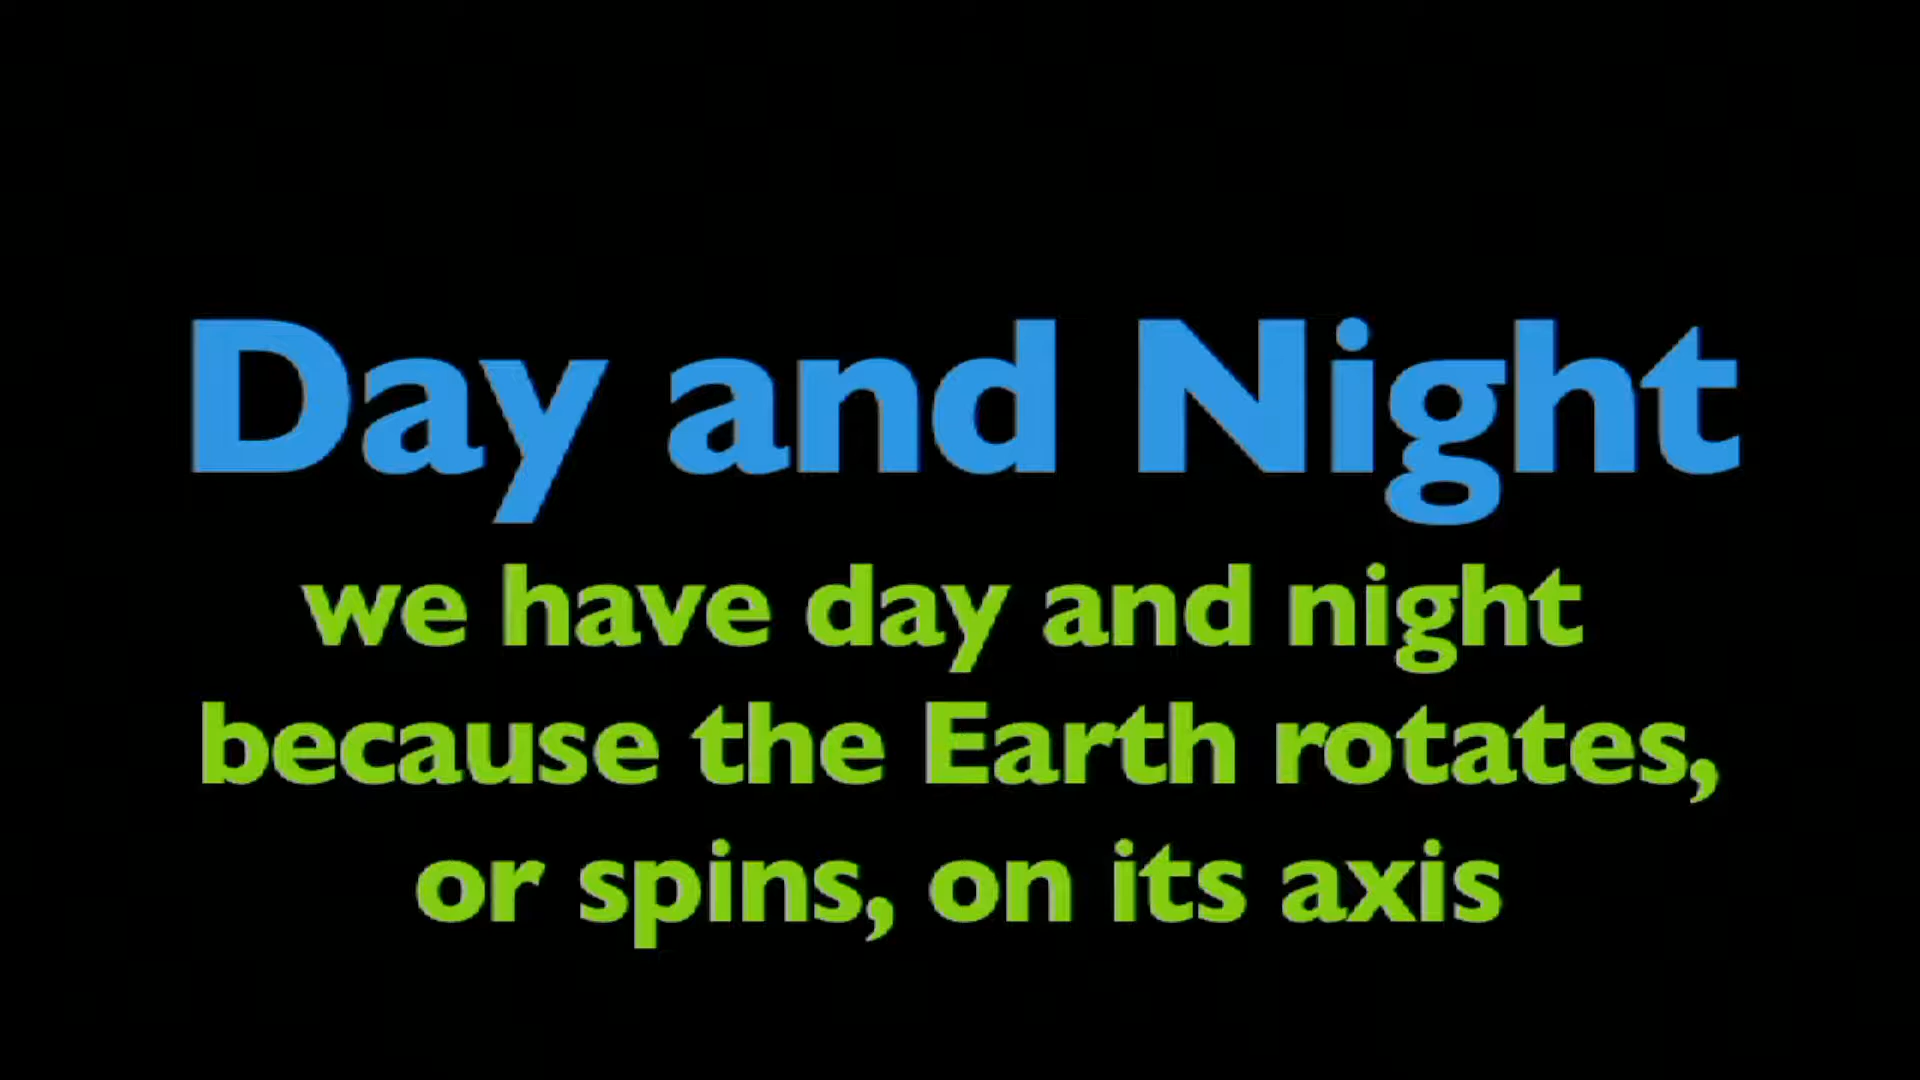 Day and Night
we have day and night
because the Earth rotates,
or spins, on its axis